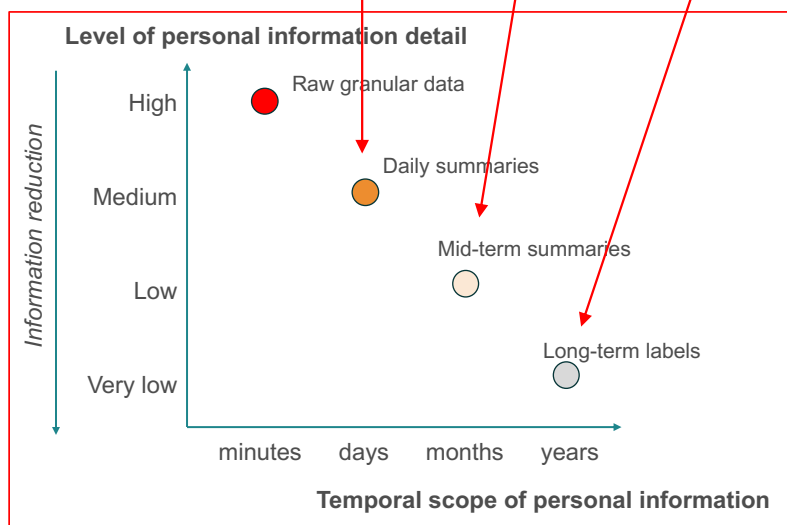 Level of personal information detail
Raw granular data
High
Daily summaries
Medium
Mid-term summaries
Low
Long-term labels
Very low
Information reduction
minutes days months years
Temporal scope of personal information